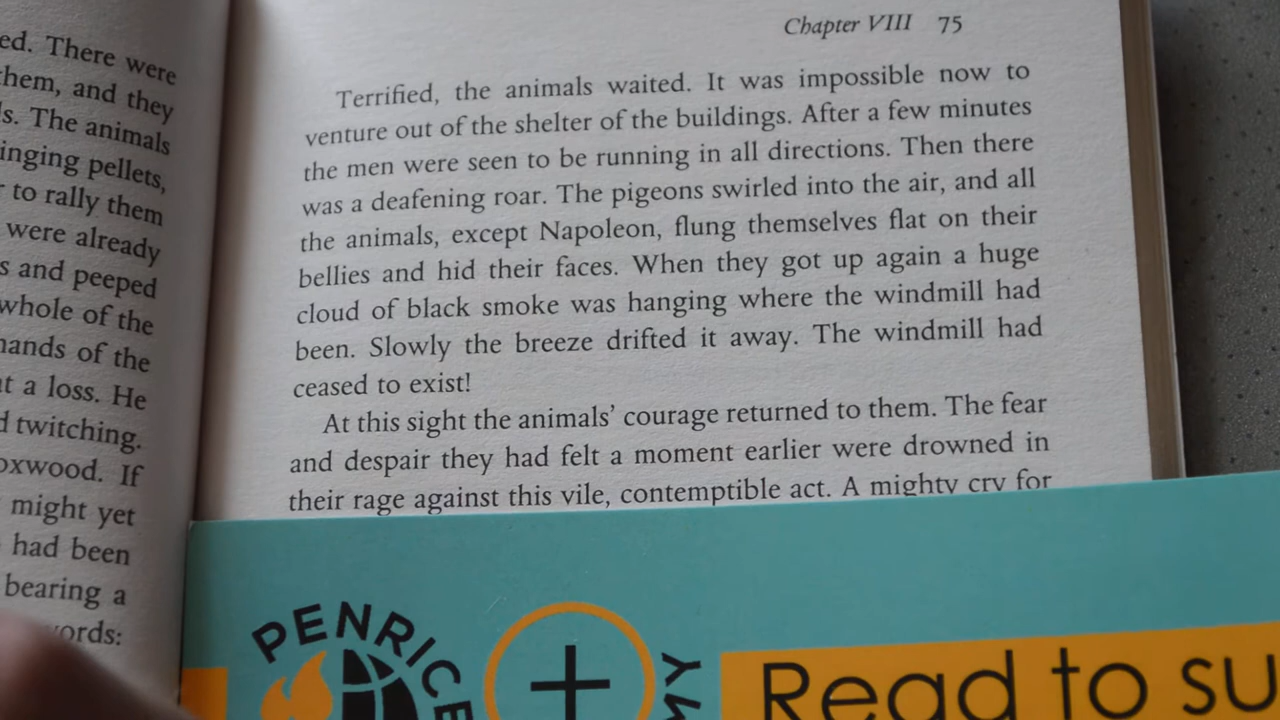 ed. There were
them, and they
s. The animals
inging pellets,
to rally them
were already
s and peeped
whole of the
hands of the
at a loss. He
d twitching.
oxwood. If
might yet
had been
bearing a
words:
Chapter VIII 75
Terrified, the animals waited. It was impossible now to
venture out of the shelter of the buildings. After a few minutes
the men were seen to be running in all directions. Then there
was a deafening roar. The pigeons swirled into the air, and all
the animals, except Napoleon, flung themselves flat on their
bellies and hid their faces. When they got up again a huge
cloud of black smoke was hanging where the windmill had
been. Slowly the breeze drifted it away. The windmill had
ceased to exist!
At this sight the animals’ courage returned to them. The fear
and despair they had felt a moment earlier were drowned in
their rage against this vile, contemptible act. A mighty cry for
PENRICE
MY
Read to su